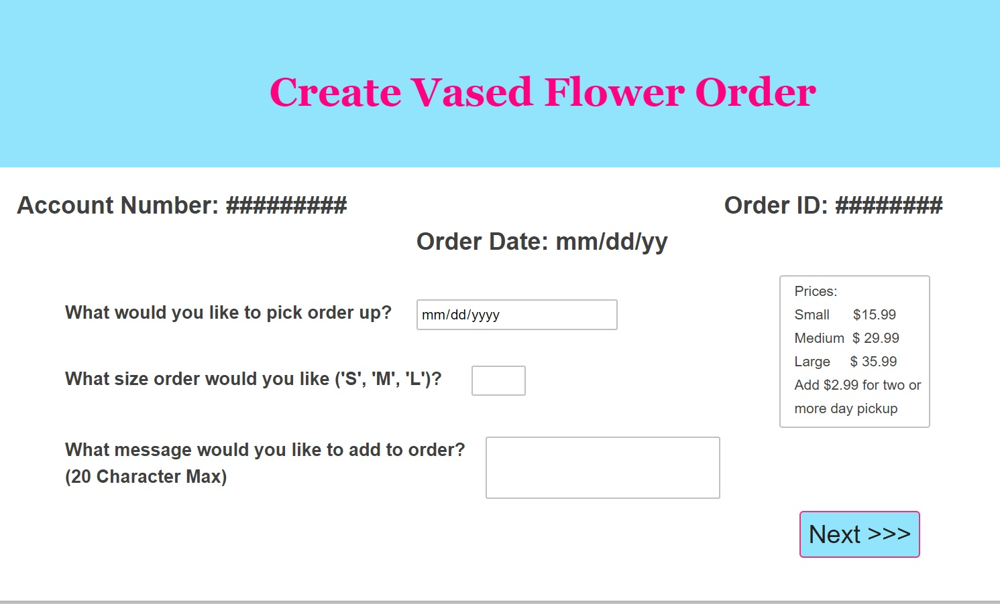 Create Vased Flower Order
Account Number: #########
Order ID: ########
Order Date: mm/dd/yy
What would you like to pick order up?
mm/dd/yyyy
What size order would you like ('S', 'M', 'L')?
What message would you like to add to order?
(20 Character Max)
Prices:
Small $15.99
Medium $ 29.99
Large $ 35.99
Add $2.99 for two or
more day pickup
Next >>>